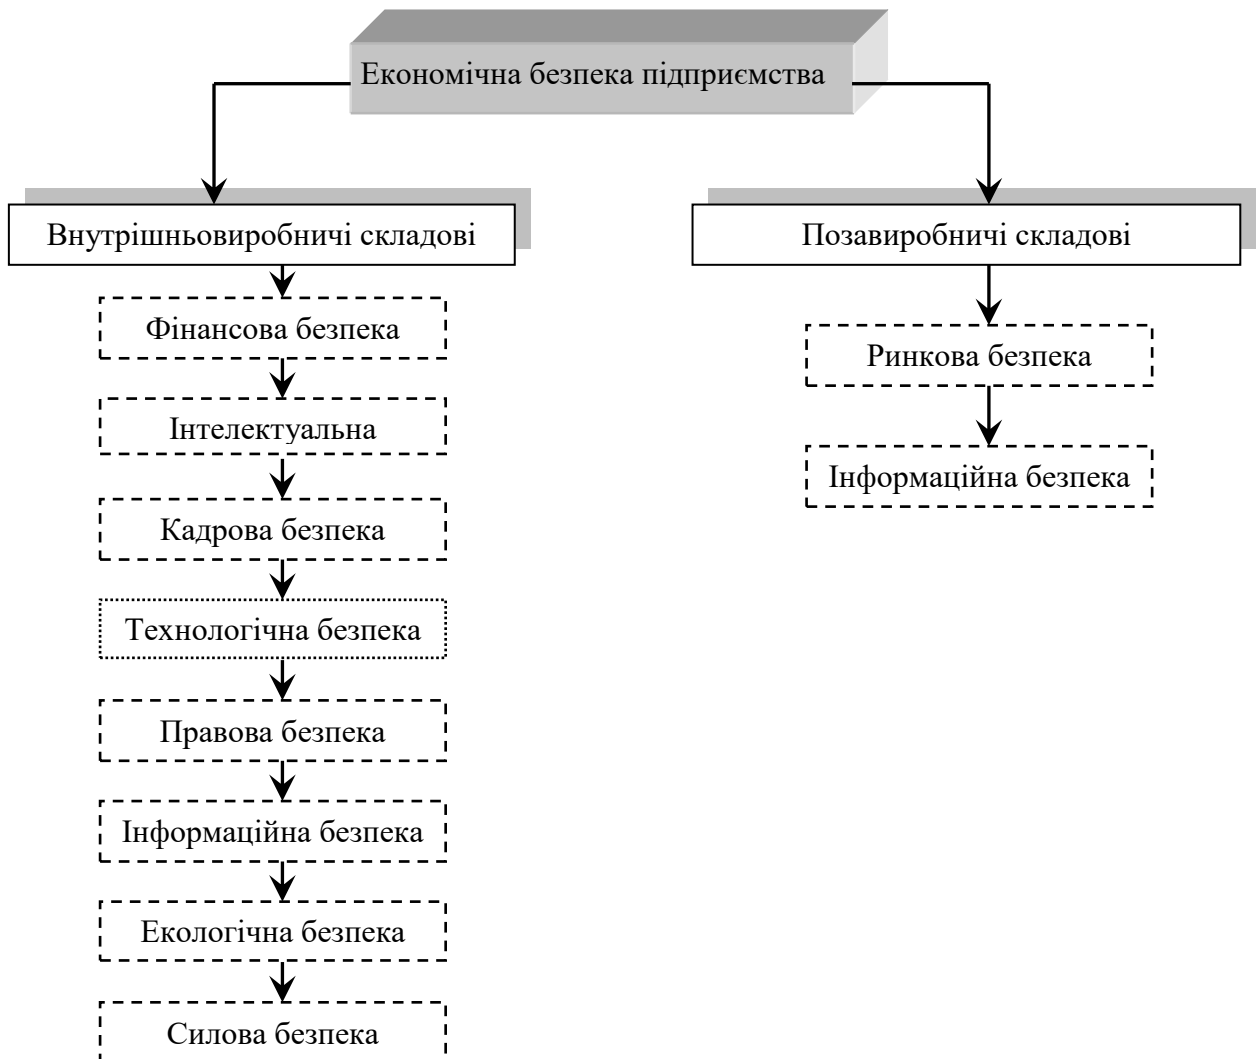 Економічна безпека підприємства
Внутрішньовиробничі складові
Фінансова безпека
Інтелектуальна
Кадрова безпека
Технологічна безпека
Правова безпека
Інформаційна безпека
Екологічна безпека
Силова безпека
Позавиробничі складові
Ринкова безпека
Інформаційна безпека